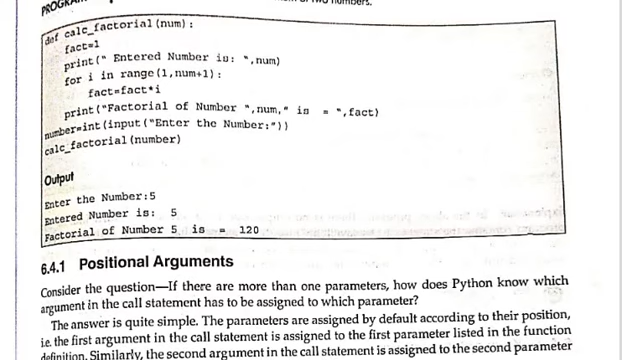 two numbers.
def calc_factorial(num):
    fact=1
    print(" Entered Number is: ",num)
    for i in range(1,num+1):
        fact=fact*i
    print("Factorial of Number ",num," is  = ",fact)
number=int(input("Enter the Number:"))
calc_factorial(number)
Output
Enter the Number:5
Entered Number is:  5
Factorial of Number 5 is  =  120
6.4.1 Positional Arguments
Consider the question—If there are more than one parameters, how does Python know which
argument in the call statement has to be assigned to which parameter?
The answer is quite simple. The parameters are assigned by default according to their position,
i.e. the first argument in the call statement is assigned to the first parameter listed in the function
definition. Similarly, the second argument in the call statement is assigned to the second parameter